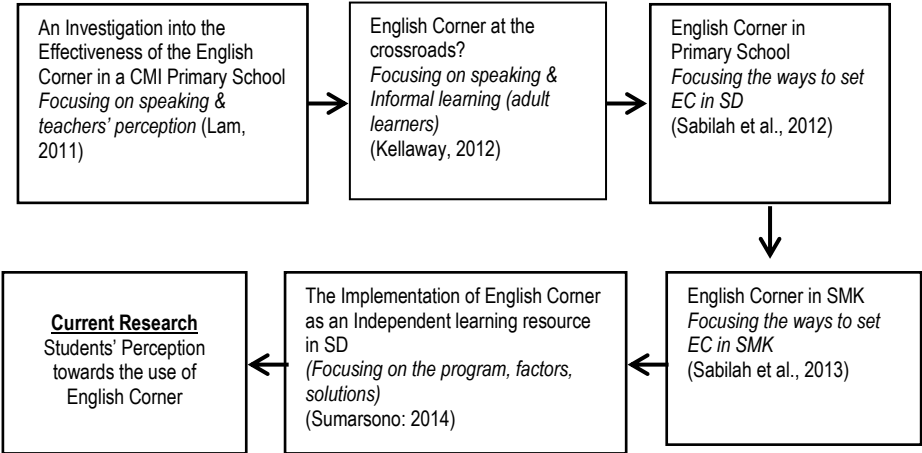 An Investigation into the
Effectiveness of the English
Corner in a CMI Primary School
Focusing on speaking &
teachers' perception (Lam,
2011)
English Corner at the
crossroads?
Focusing on speaking &
Informal learning (adult
learners)
(Kellaway, 2012)
English Corner in
Primary School
Focusing the ways to set
EC in SD
(Sabilah et al., 2012)
English Corner in SMK
Focusing the ways to set
EC in SMK
(Sabilah et al., 2013)
The Implementation of English Corner
as an Independent learning resource
in SD
(Focusing on the program, factors,
solutions)
(Sumarsono: 2014)
Current Research
Students' Perception
towards the use of
English Corner